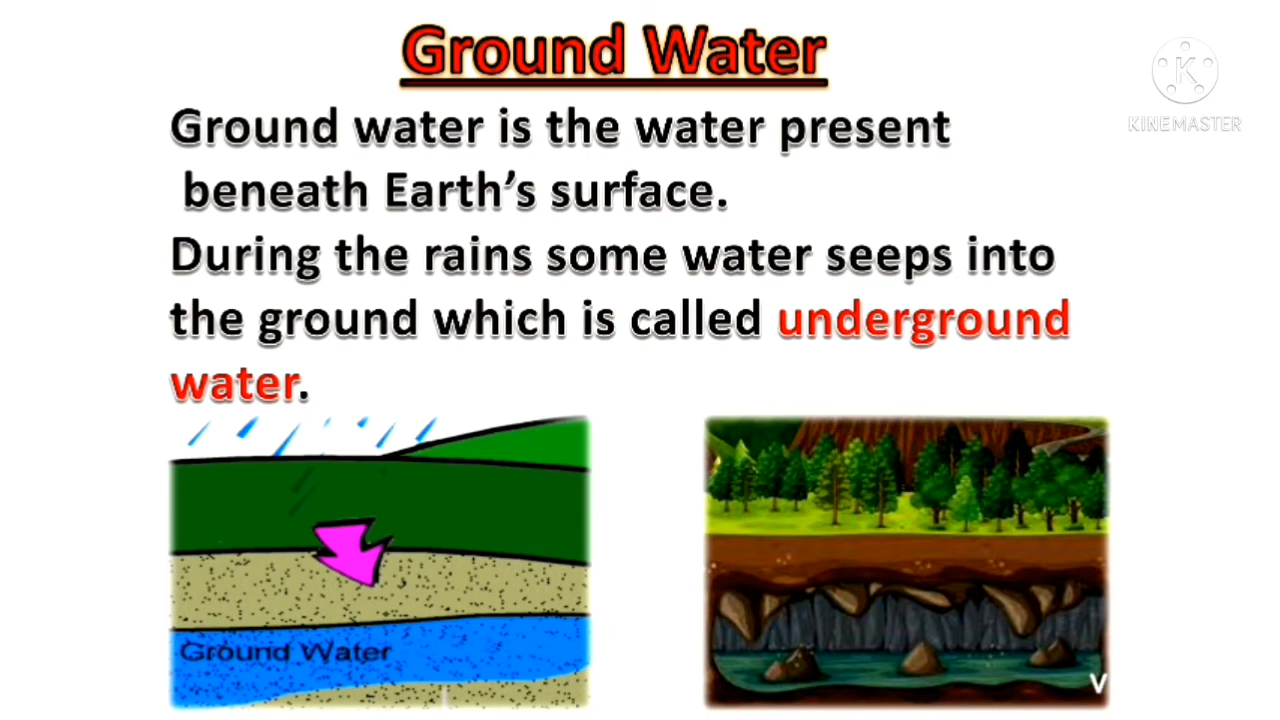 Ground Water
K
KINEMASTER
Ground water is the water present
beneath Earth's surface.
During the rains some water seeps into
the ground which is called underground
water.
Ground Water
V